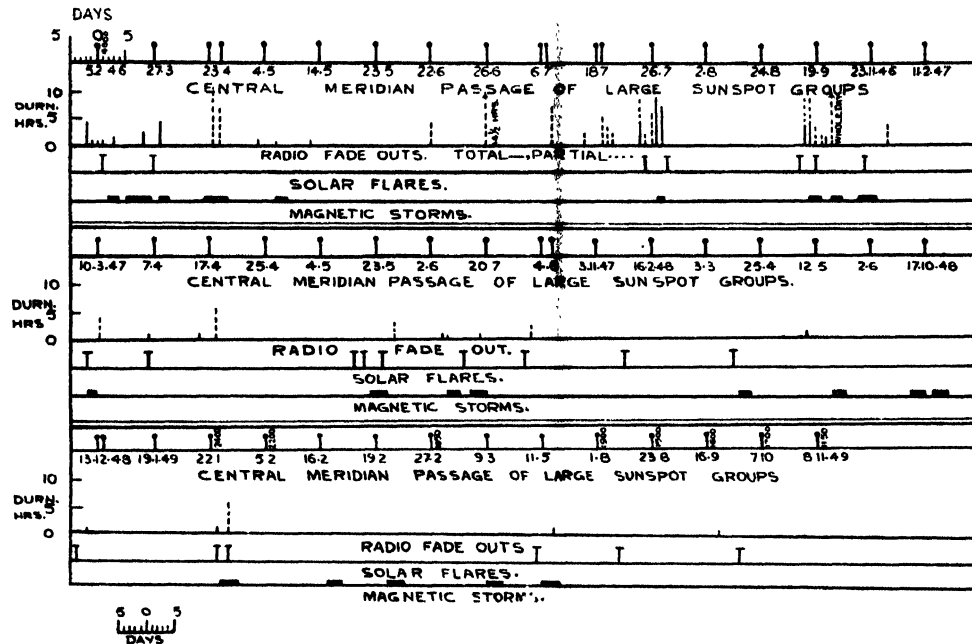 DAYS
5 0 5
5·2·46 27·3 23·4 4·5 14·5 23·5 22·6 26·6 6·7 18·7 26·7 2·8 24·8 19·9 23·11·46 11·2·47
CENTRAL MERIDIAN PASSAGE OF LARGE SUNSPOT GROUPS
10
DURN.
HRS. 5
0
14½ HRS.
WHOLE DAY
RADIO FADE OUTS. TOTAL—, PARTIAL----
SOLAR FLARES.
MAGNETIC STORMS.
10·3·47 7·4 17·4 25·4 4·5 23·5 2·6 20·7 3·11·47 16·2·48 3·3 25·4 12·5 2·6 17·10·48
CENTRAL MERIDIAN PASSAGE OF LARGE SUNSPOT GROUPS.
10
DURN.
HRS. 5
0
RADIO FADE OUT.
SOLAR FLARES.
MAGNETIC STORMS.
13·12·48 19·1·49 22·1 5·2 16·2 19·2 27·2 9·3 11·5 1·8 23·8 16·9 7·10 8·11·49
CENTRAL MERIDIAN PASSAGE OF LARGE SUNSPOT GROUPS
10
DURN.
HRS. 5
0
RADIO FADE OUTS
SOLAR FLARES.
MAGNETIC STORMS.
0 5
DAYS